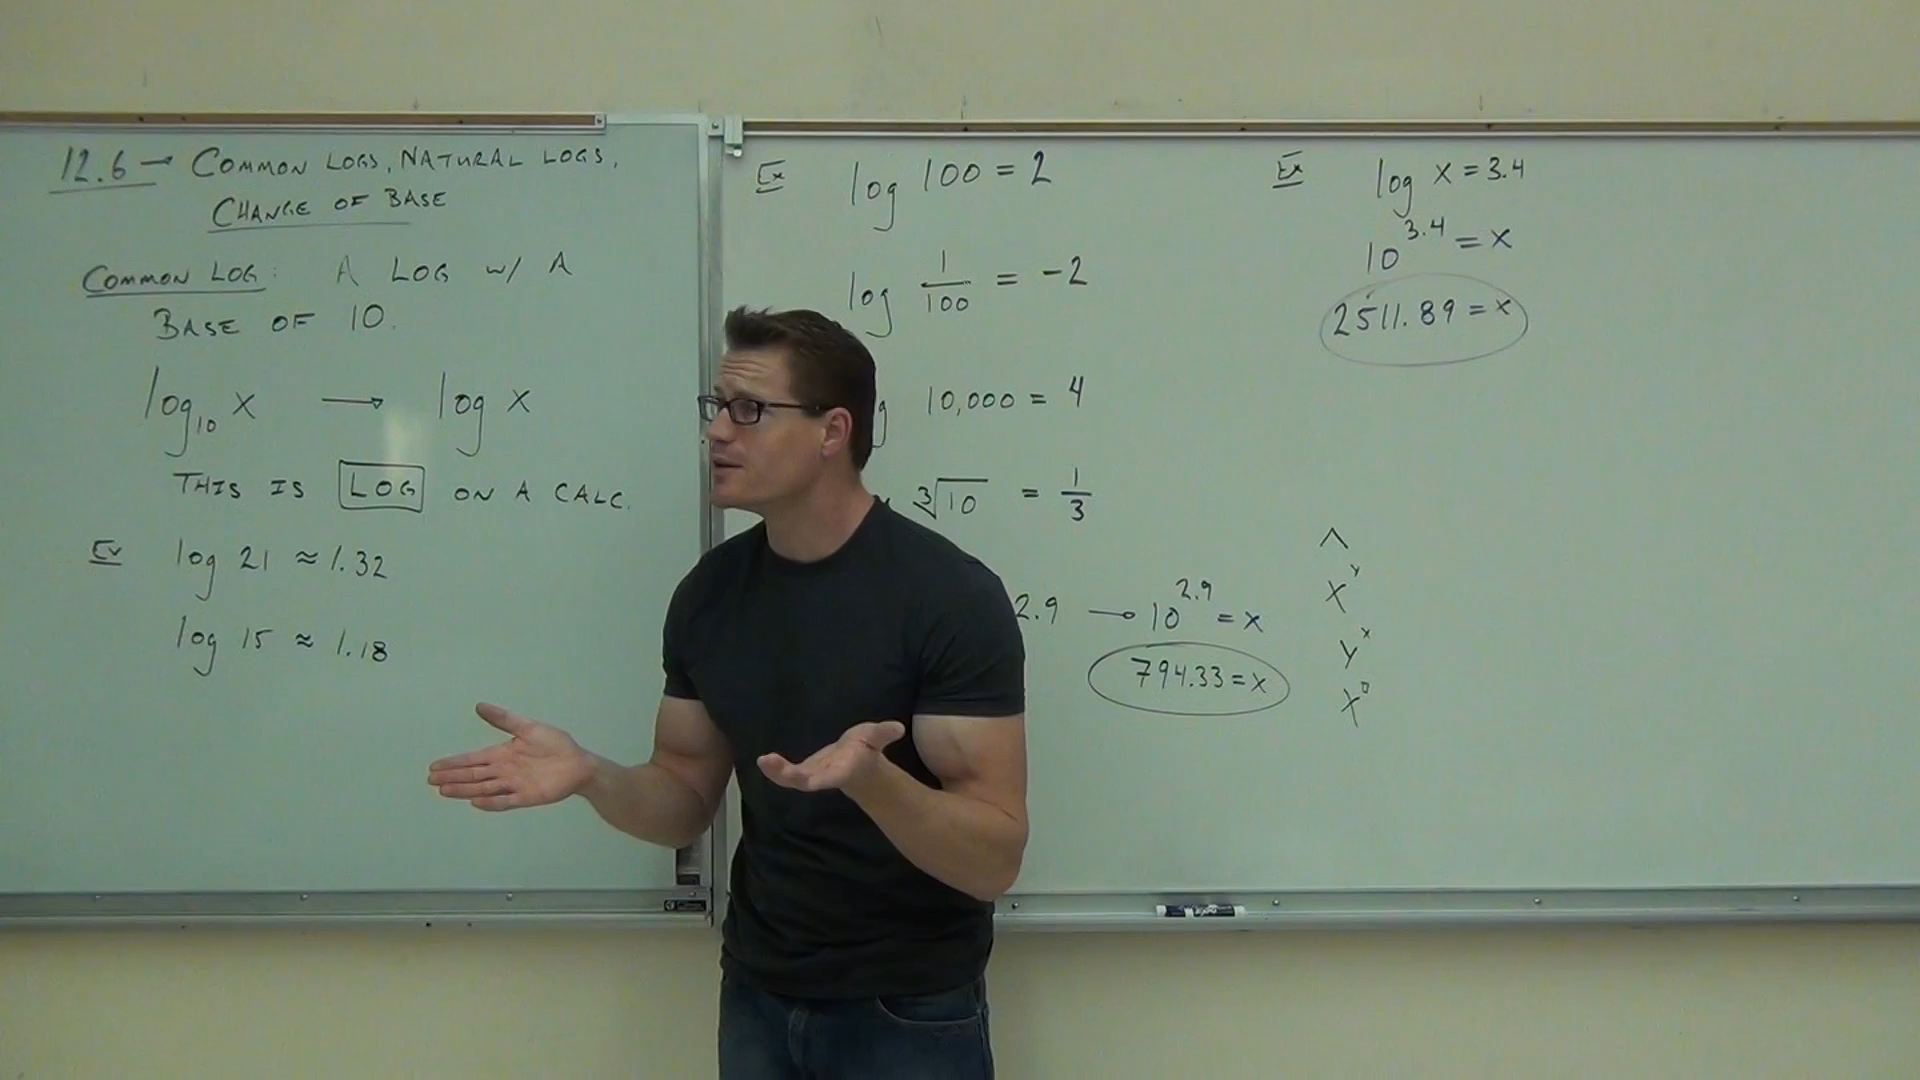 12.6 → COMMON LOGS, NATURAL LOGS,
CHANGE OF BASE
COMMON LOG: A LOG w/ A
BASE OF 10.
log₁₀ x → log x
THIS IS LOG ON A CALC.
Ex log 21 ≈ 1.32
log 15 ≈ 1.18
Ex log 100 = 2
log 1/100 = -2
g 10,000 = 4
∛10 = 1/3
2.9 → 10^2.9 = x
794.33 = x
Ex log x = 3.4
10^3.4 = x
2511.89 = x
^
x^y
y^x
x^□